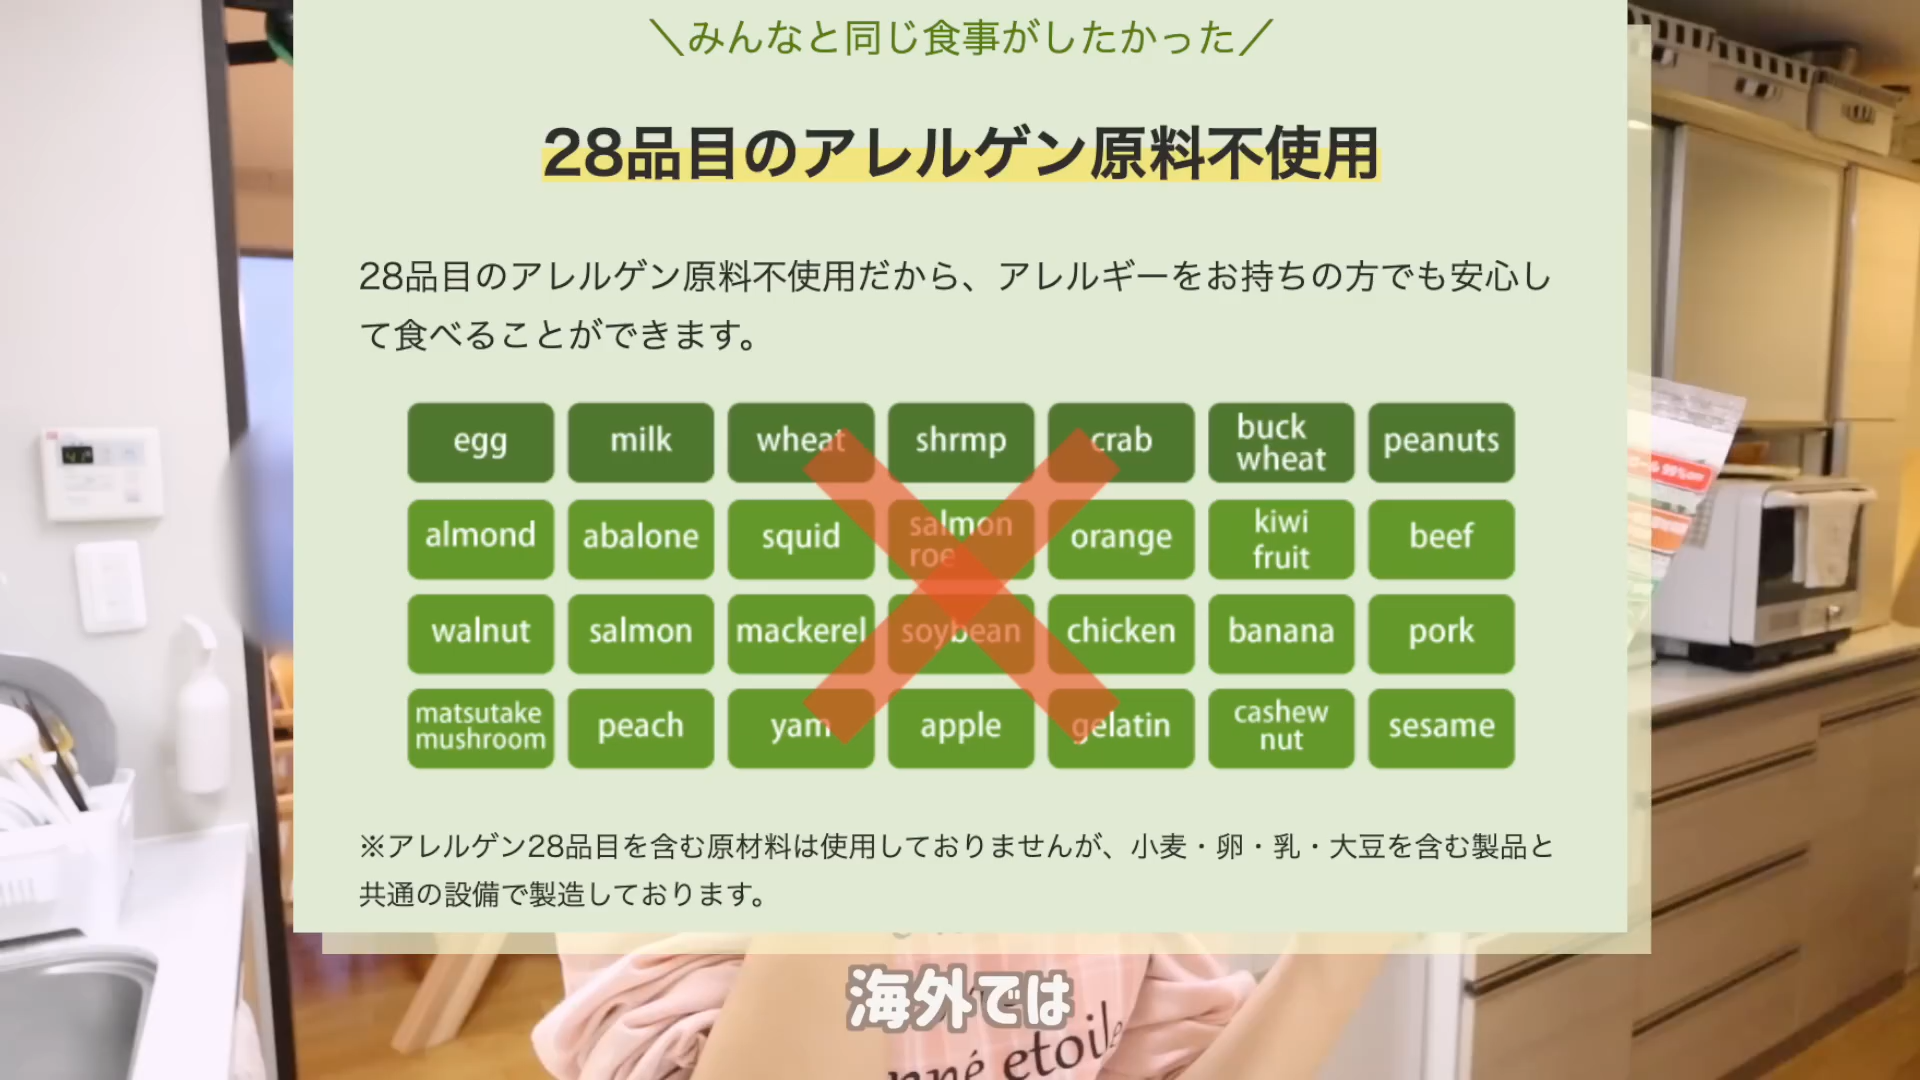 ＼みんなと同じ食事がしたかった／
28品目のアレルゲン原料不使用
28品目のアレルゲン原料不使用だから、アレルギーをお持ちの方でも安心し
て食べることができます。
egg
milk
wheat
shrmp
crab
buck
wheat
peanuts
almond
abalone
squid
salmon
roe
orange
kiwi
fruit
beef
walnut
salmon
mackerel
soybean
chicken
banana
pork
matsutake
mushroom
peach
yam
apple
gelatin
cashew
nut
sesame
※アレルゲン28品目を含む原材料は使用しておりませんが、小麦・卵・乳・大豆を含む製品と
共通の設備で製造しております。
海外では
etoile